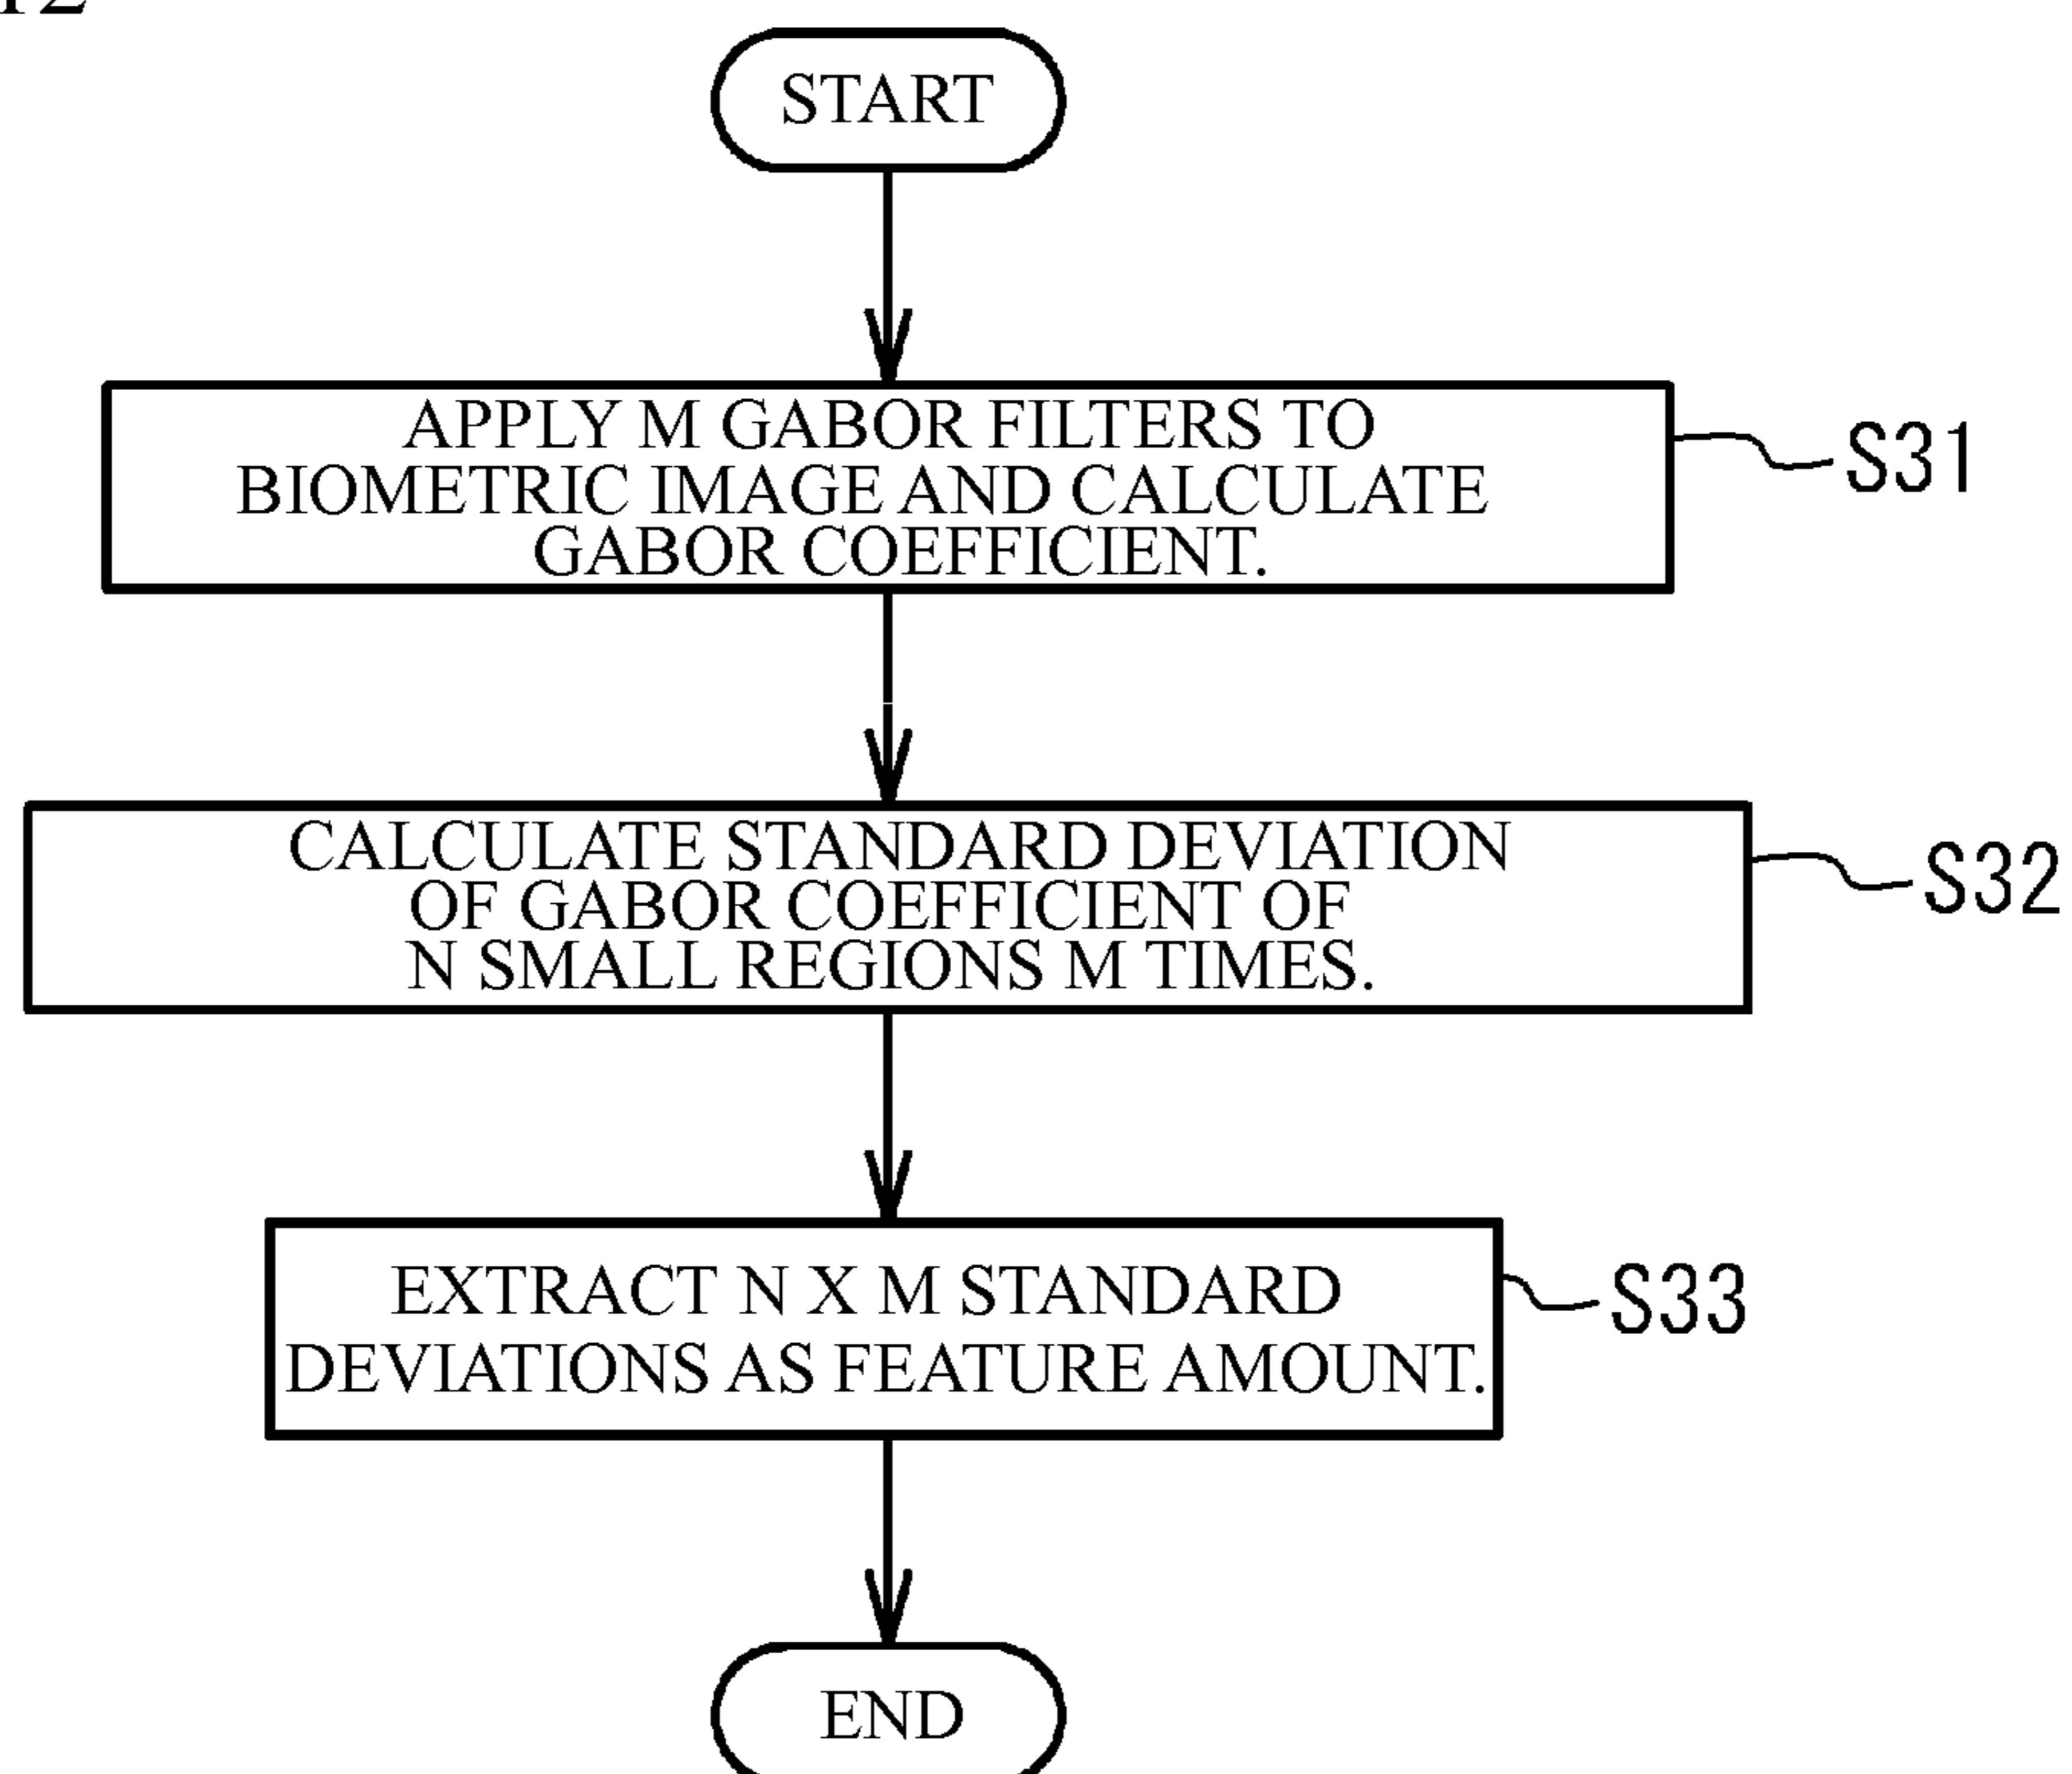 START
APPLY M GABOR FILTERS TO
BIOMETRIC IMAGE AND CALCULATE
GABOR COEFFICIENT.
S31
CALCULATE STANDARD DEVIATION
OF GABOR COEFFICIENT OF
N SMALL REGIONS M TIMES.
S32
EXTRACT N X M STANDARD
DEVIATIONS AS FEATURE AMOUNT.
S33
END